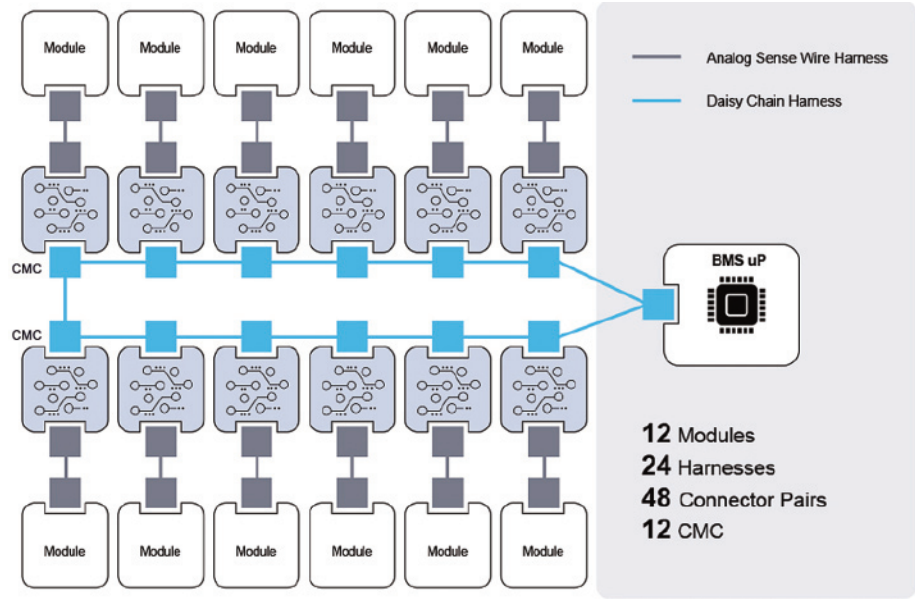 Module Module Module Module Module Module
Analog Sense Wire Harness
Daisy Chain Harness
CMC
BMS uP
CMC
12 Modules
24 Harnesses
48 Connector Pairs
12 CMC
Module Module Module Module Module Module